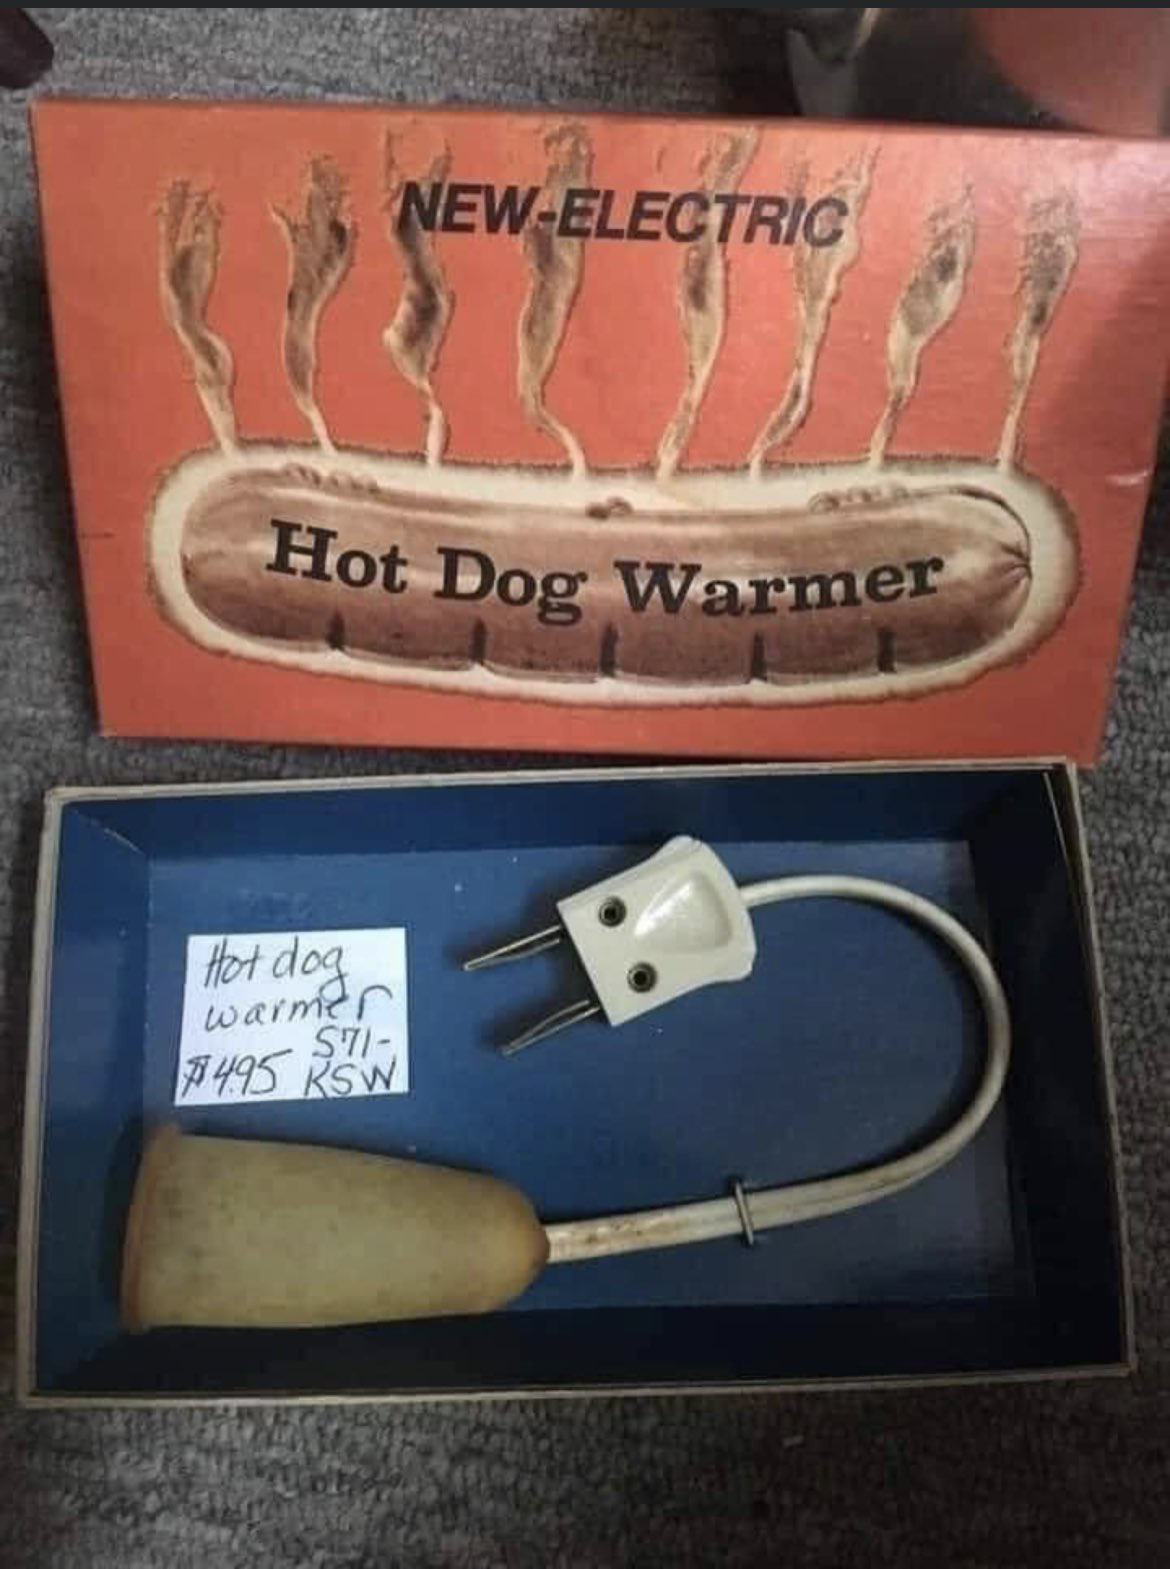 NEW-ELECTRIC
Hot Dog Warmer
Hot dog
warmer
S71-
$4.95 KSW